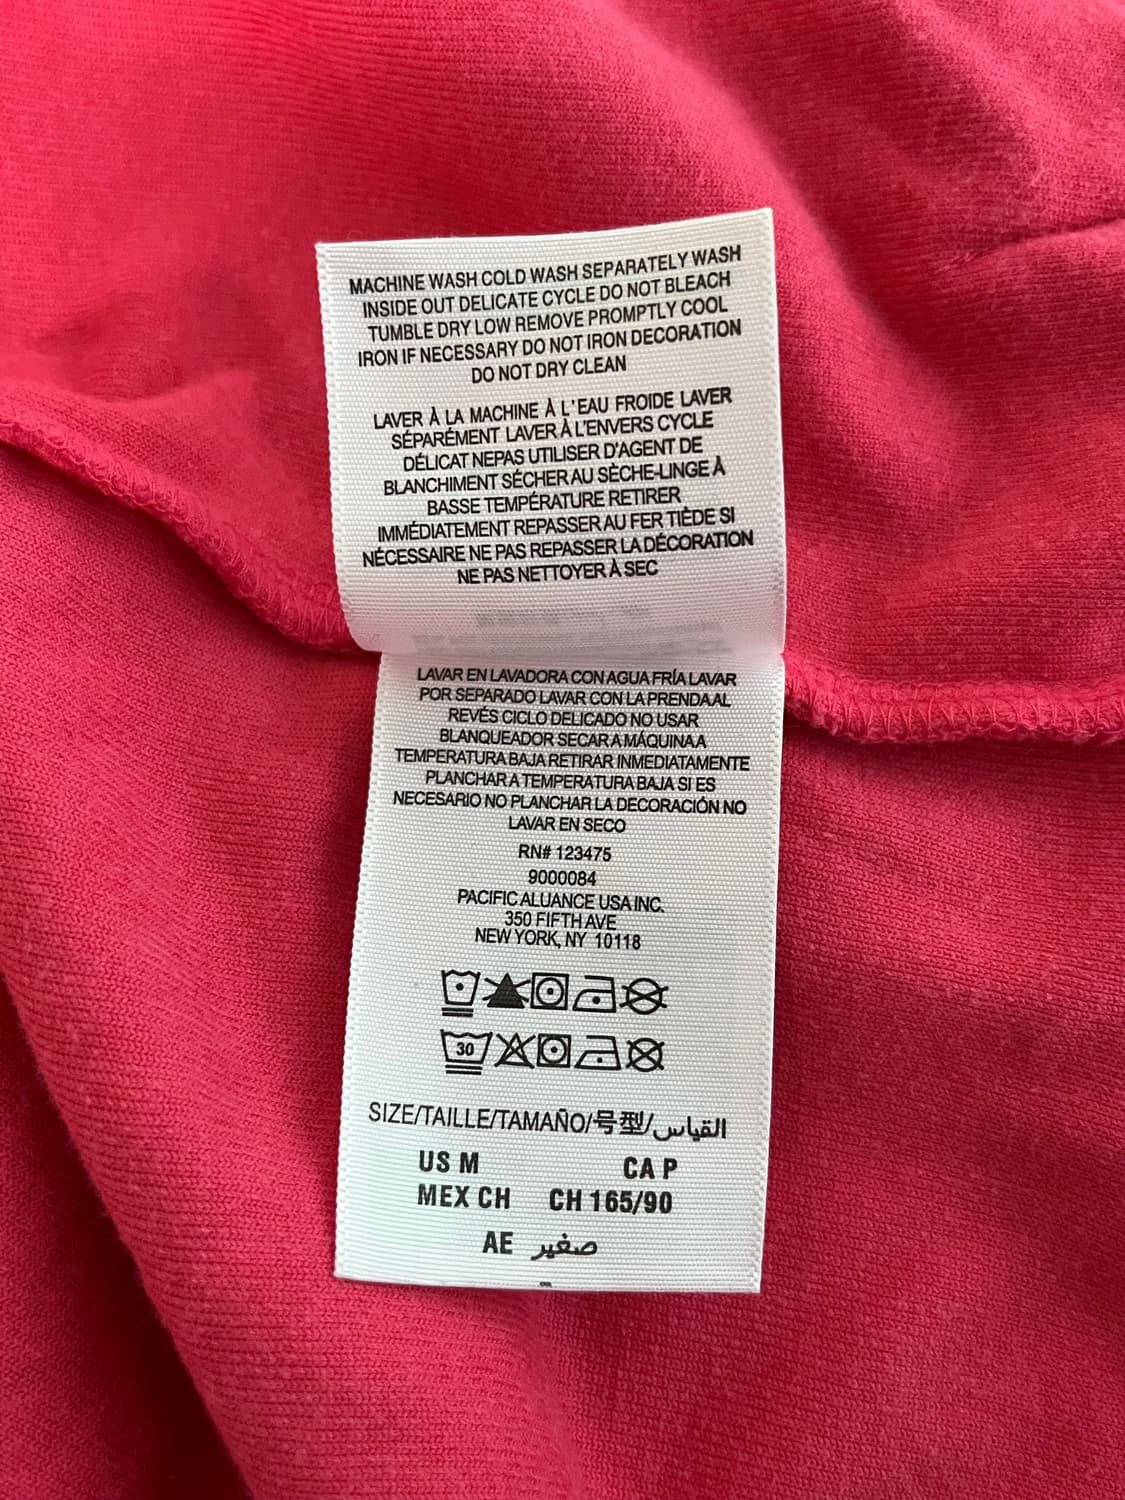 MACHINE WASH COLD WASH SEPARATELY WASH
INSIDE OUT DELICATE CYCLE DO NOT BLEACH
TUMBLE DRY LOW REMOVE PROMPTLY COOL
IRON IF NECESSARY DO NOT IRON DECORATION
DO NOT DRY CLEAN
LAVER À LA MACHINE À L'EAU FROIDE LAVER
SÉPARÉMENT LAVER À L'ENVERS CYCLE
DÉLICAT NEPAS UTILISER D'AGENT DE
BLANCHIMENT SÉCHER AU SÈCHE-LINGE À
BASSE TEMPÉRATURE RETIRER
IMMÉDIATEMENT REPASSER AU FER TIÈDE SI
NÉCESSAIRE NE PAS REPASSER LA DÉCORATION
NE PAS NETTOYER À SEC
LAVAR EN LAVADORA CON AGUA FRÍA LAVAR
POR SEPARADO LAVAR CON LA PRENDA AL
REVÉS CICLO DELICADO NO USAR
BLANQUEADOR SECAR A MÁQUINA A
TEMPERATURA BAJA RETIRAR INMEDIATAMENTE
PLANCHAR A TEMPERATURA BAJA SI ES
NECESARIO NO PLANCHAR LA DECORACIÓN NO
LAVAR EN SECO
RN# 123475
9000084
PACIFIC ALUANCE USA INC.
350 FIFTH AVE
NEW YORK, NY 10118
30
SIZE/TAILLE/TAMAÑO/号型/القياس
US M CA P
MEX CH CH 165/90
AE صغير